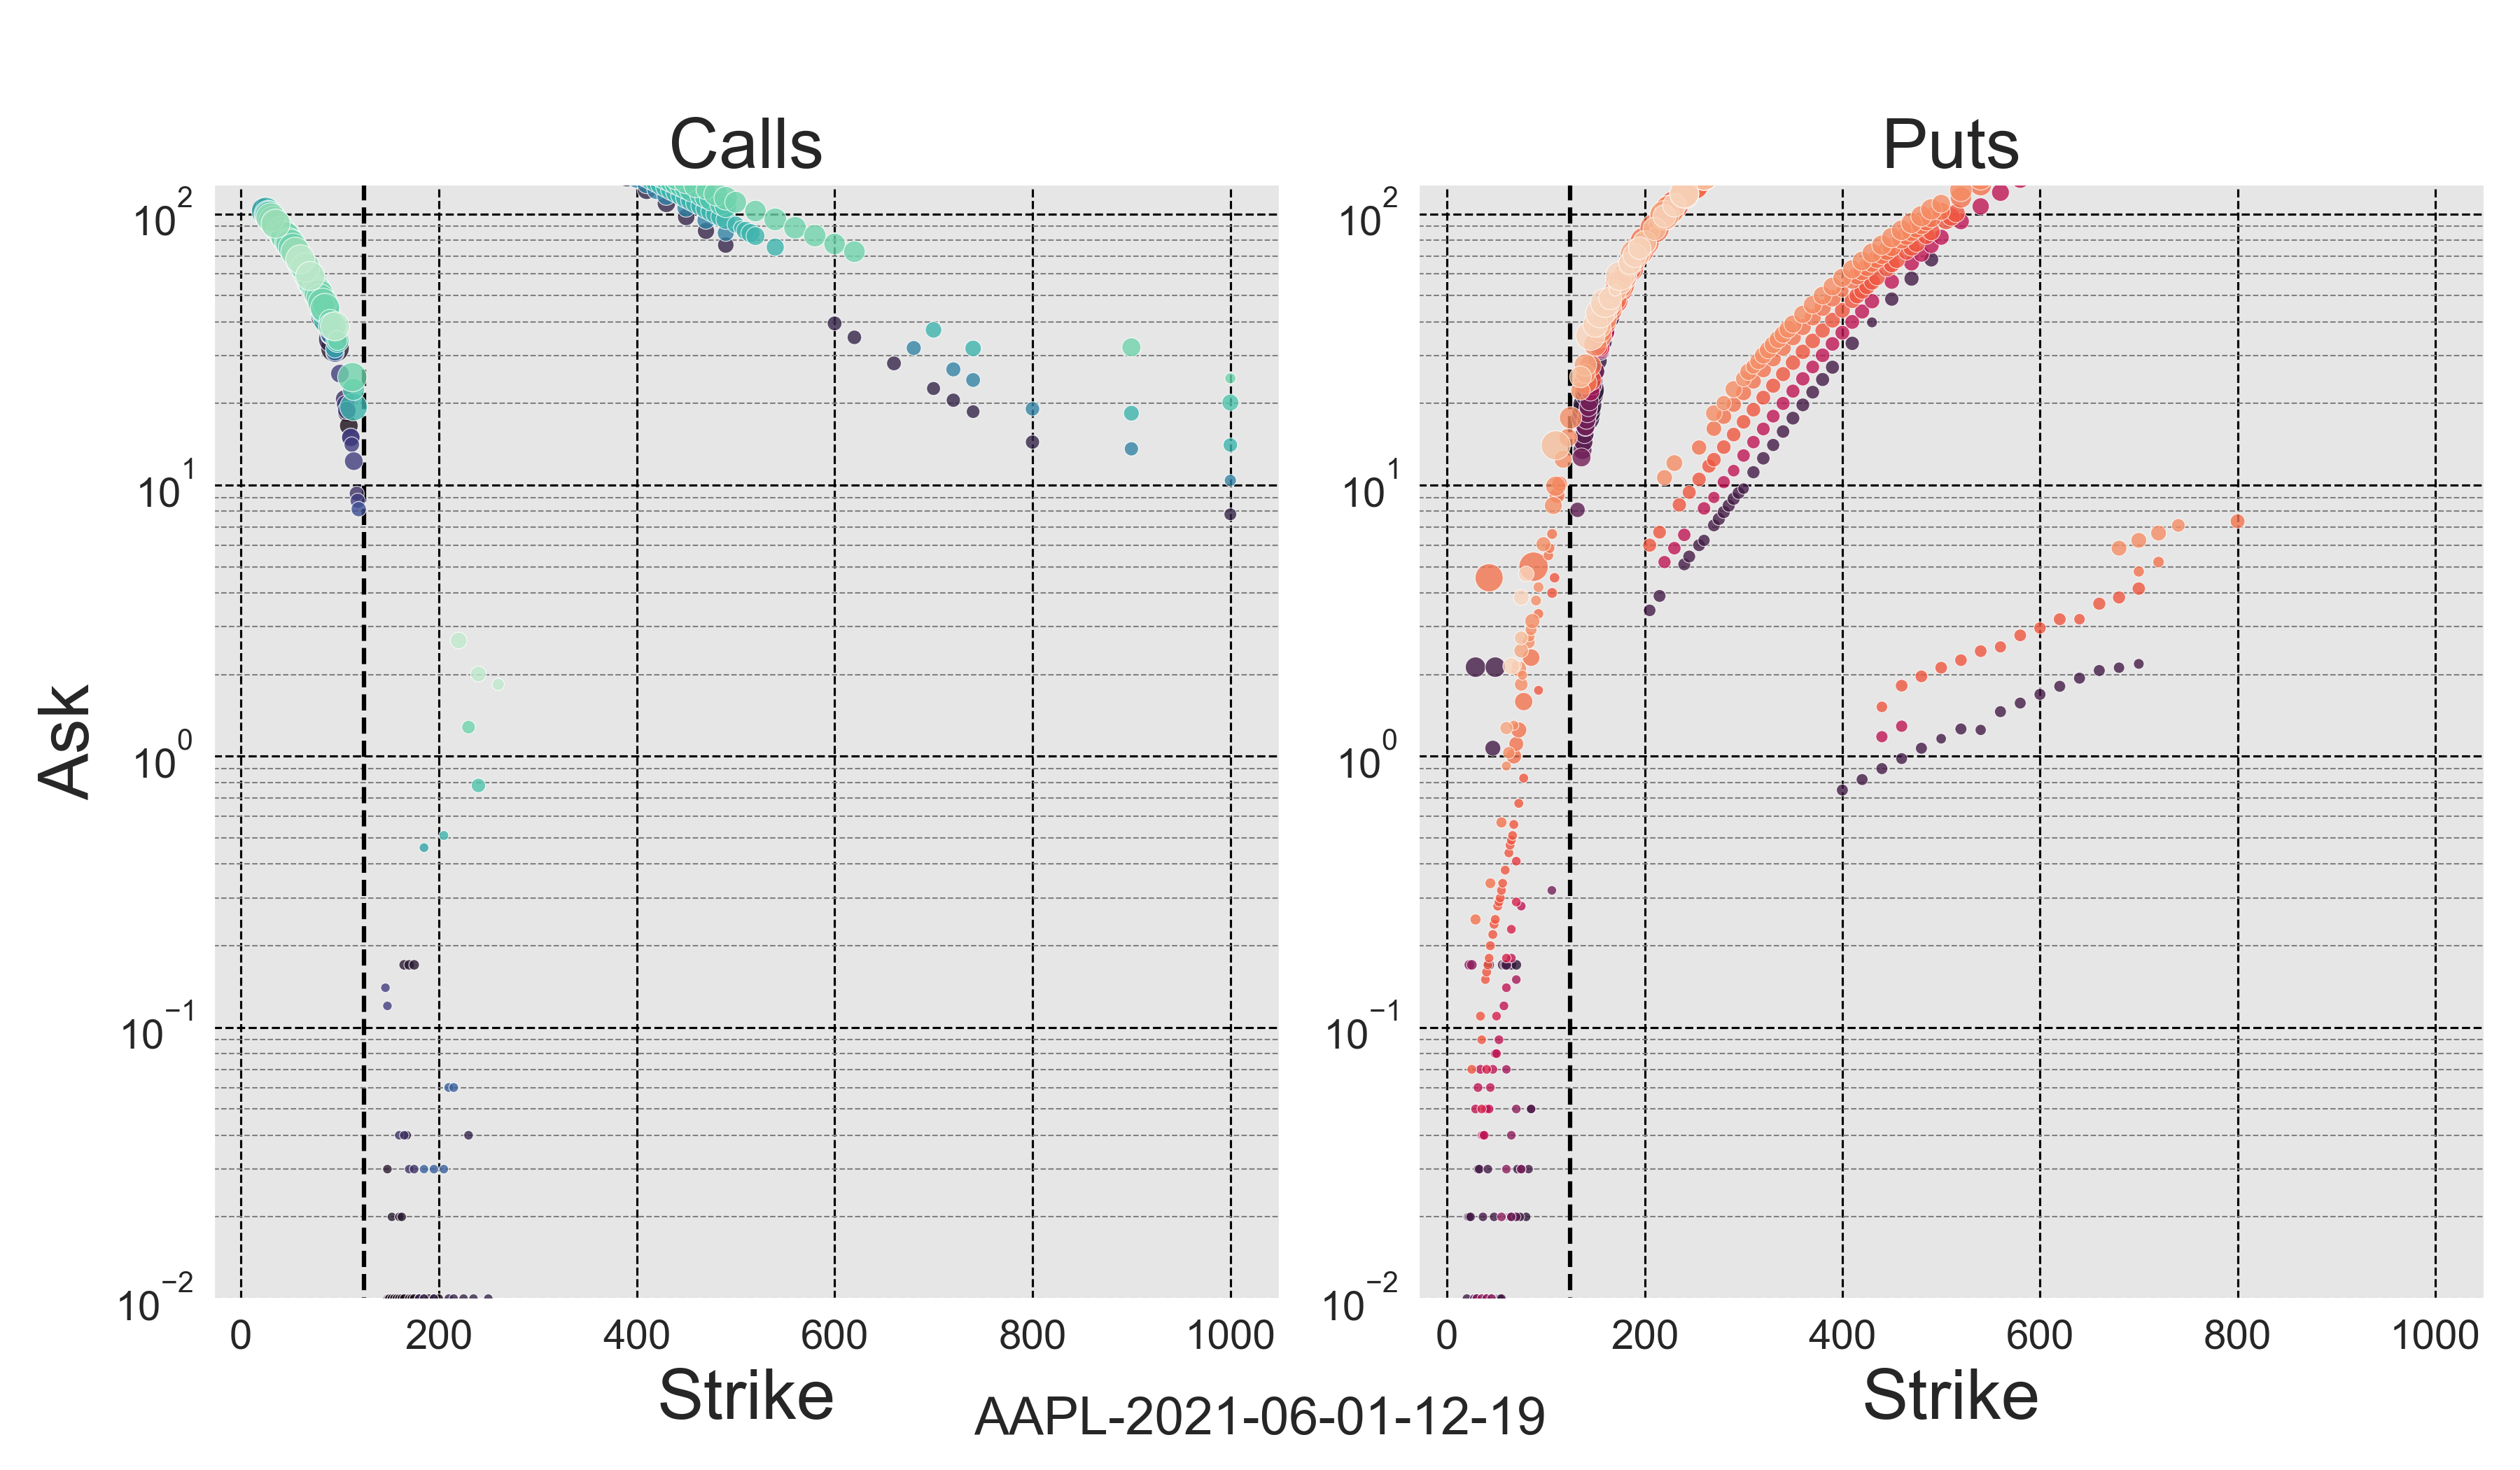 Calls Puts
10^2 10^2
10^1 10^1
Ask
10^0 10^0
10^−1 10^−1
10^−2 10^−2
0 200 400 600 800 1000 0 200 400 600 800 1000
Strike Strike
AAPL-2021-06-01-12-19